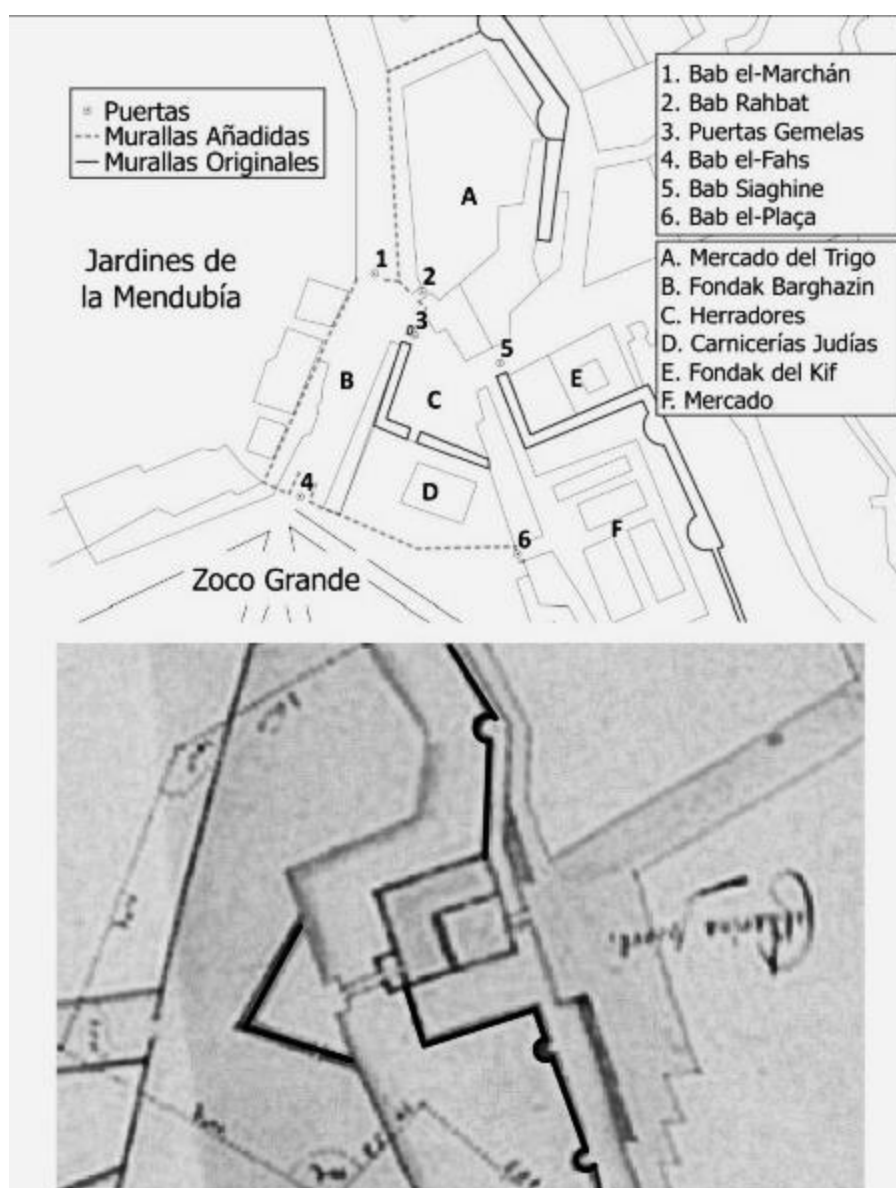 Puertas
Murallas Añadidas
Murallas Originales
1. Bab el-Marchán
2. Bab Rahbat
3. Puertas Gemelas
4. Bab el-Fahs
5. Bab Siaghine
6. Bab el-Plaça
A. Mercado del Trigo
B. Fondak Barghazin
C. Herradores
D. Carnicerías Judías
E. Fondak del Kif
F. Mercado
Jardines de
la Mendubía
A
1
2
3
5
B
C
E
4
D
6
F
Zoco Grande